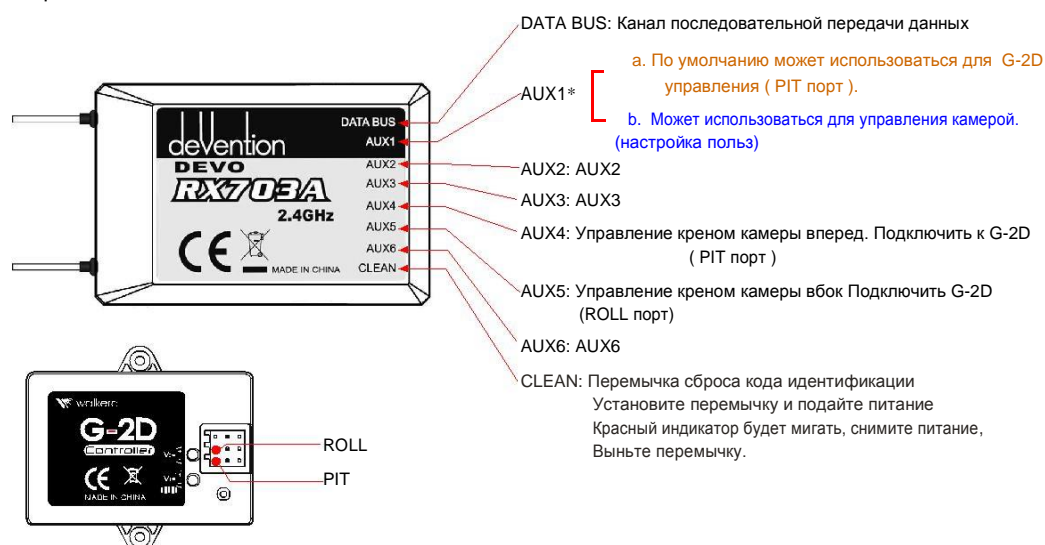 DATA BUS: Канал последовательной передачи данных
а. По умолчанию может использоваться для G-2D
управления ( PIT порт ).
AUX1*
b. Может использоваться для управления камерой.
(настройка польз)
AUX2: AUX2
AUX3: AUX3
AUX4: Управление креном камеры вперед. Подключить к G-2D
( PIT порт )
AUX5: Управление креном камеры вбок Подключить G-2D
(ROLL порт)
AUX6: AUX6
CLEAN: Перемычка сброса кода идентификации
Установите перемычку и подайте питание
Красный индикатор будет мигать, снимите питание,
Выньте перемычку.
deVention
DEVO
RX703A
2.4GHz
CE
MADE IN CHINA
DATA BUS
AUX1
AUX2
AUX3
AUX4
AUX5
AUX6
CLEAN
walkera
G-2D
Controller
CE
MADE IN CHINA
ROLL
PIT